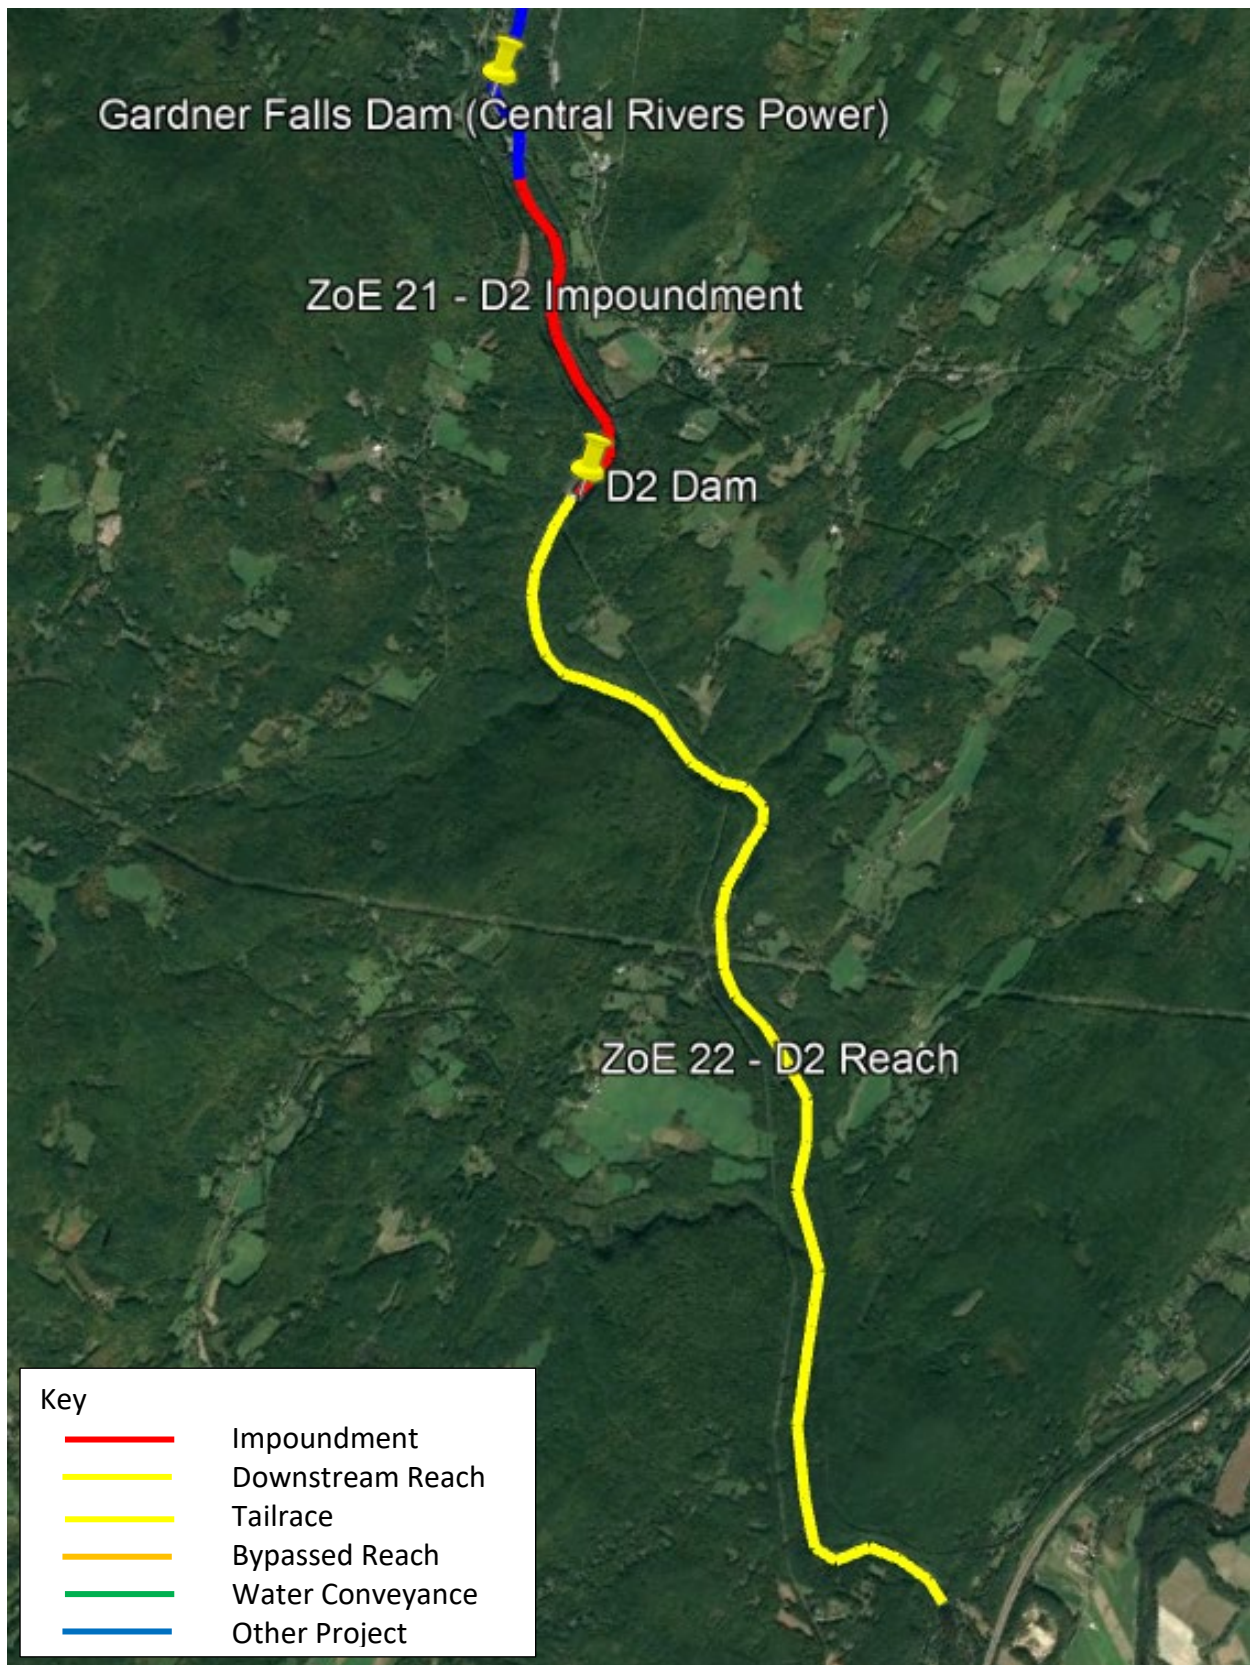 Gardner Falls Dam (Central Rivers Power)
ZoE 21 - D2 Impoundment
D2 Dam
ZoE 22 - D2 Reach
Key
Impoundment
Downstream Reach
Tailrace
Bypassed Reach
Water Conveyance
Other Project